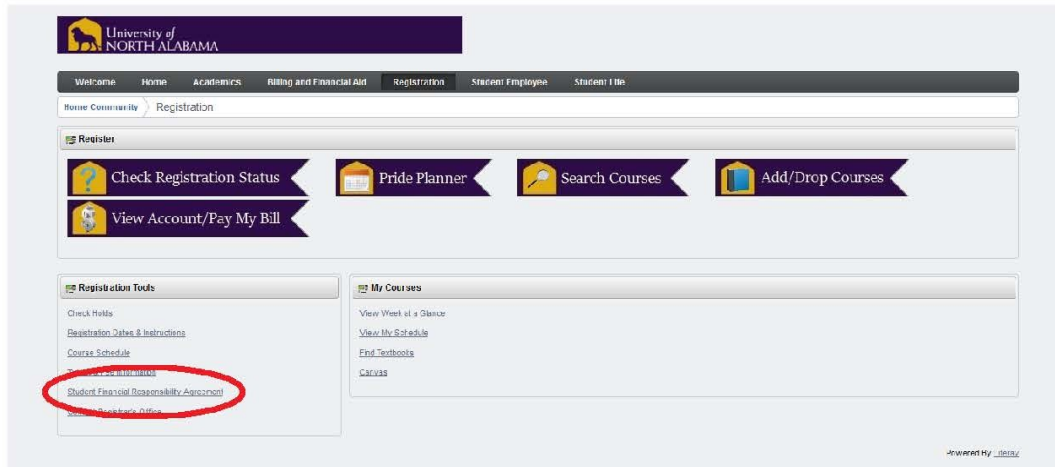 University of
NORTH ALABAMA
Welcome Home Academics Billing and Financial Aid Registration Student Employee Student Life
Home Community Registration
Register
Check Registration Status Pride Planner Search Courses Add/Drop Courses
View Account/Pay My Bill
Registration Tools
Check Holds
Registration Dates & Instructions
Course Schedule
Student Financial Responsibility Agreement
Registrar's Office
My Courses
View Week at a Glance
View My Schedule
Find Textbooks
Canvas
Powered By Liferay